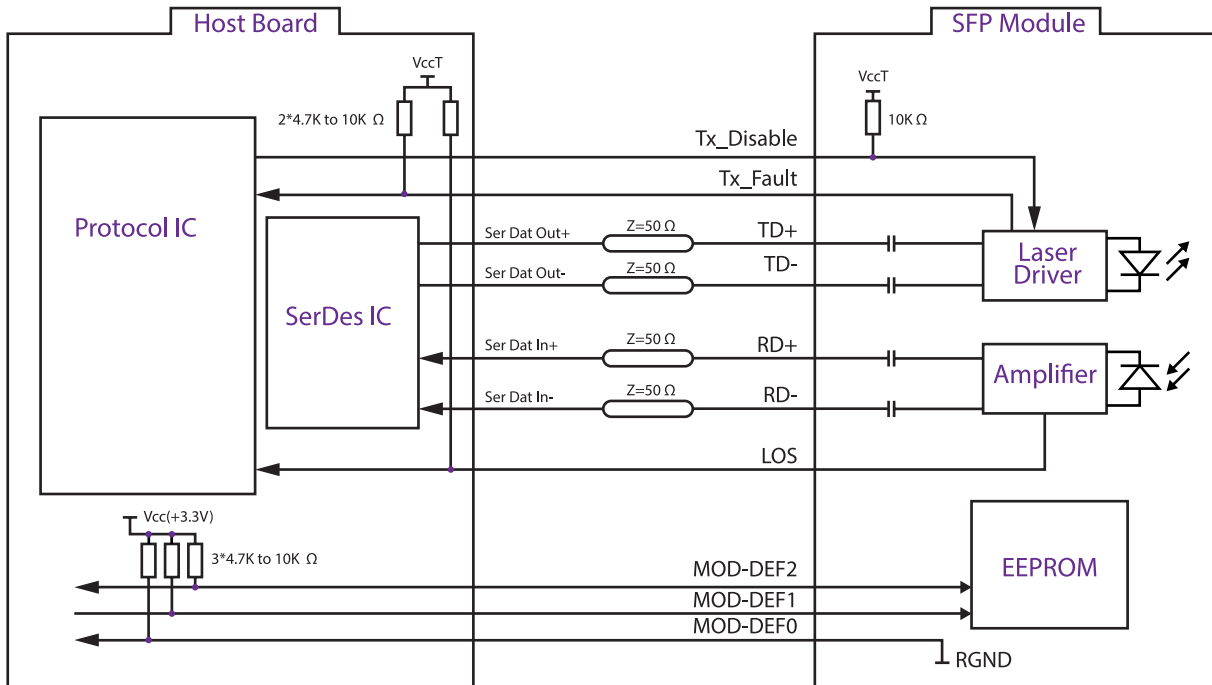 Host Board
SFP Module
VccT
VccT
2*4.7K to 10K Ω
10K Ω
Tx_Disable
Tx_Fault
Protocol IC
Ser Dat Out+
Z=50 Ω
TD+
Laser
Driver
Ser Dat Out-
Z=50 Ω
TD-
SerDes IC
Ser Dat In+
Z=50 Ω
RD+
Amplifier
Ser Dat In-
Z=50 Ω
RD-
LOS
Vcc(+3.3V)
3*4.7K to 10K Ω
MOD-DEF2
EEPROM
MOD-DEF1
MOD-DEF0
RGND